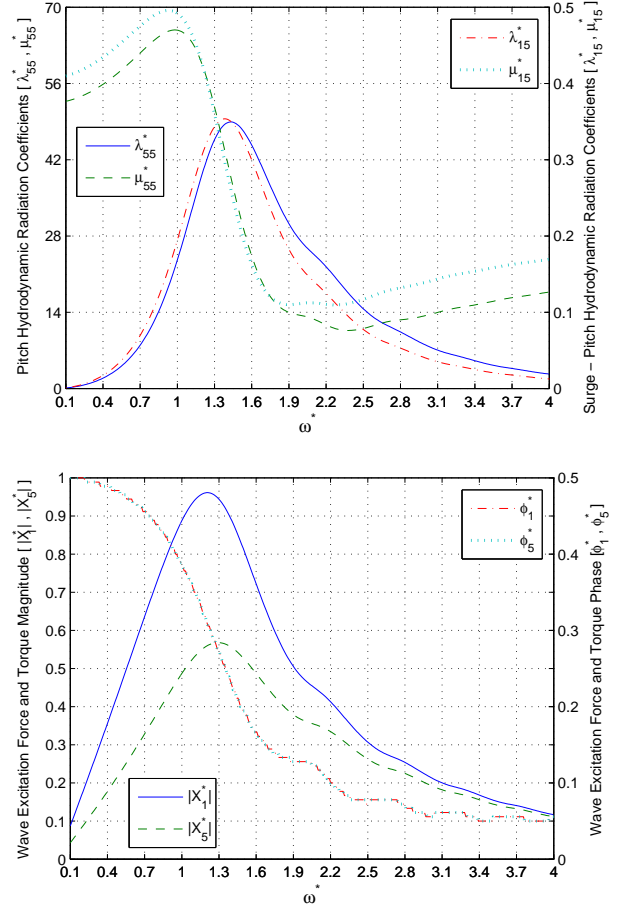 Pitch Hydrodynamic Radiation Coefficients [ λ*55 , μ*55 ]
70
56
42
28
14
0
λ*55
μ*55
λ*15
μ*15
0.5
0.4
0.3
0.2
0.1
0
Surge − Pitch Hydrodynamic Radiation Coefficients [ λ*15 , μ*15 ]
0.1 0.4 0.7 1 1.3 1.6 1.9 2.2 2.5 2.8 3.1 3.4 3.7 4
ω*
Wave Excitation Force and Torque Magnitude [ |X*1| , |X*5| ]
1
0.9
0.8
0.7
0.6
0.5
0.4
0.3
0.2
0.1
0
|X*1|
|X*5|
ϕ*1
ϕ*5
0.5
0.4
0.3
0.2
0.1
0
Wave Excitation Force and Torque Phase [ϕ*1 , ϕ*5 ]
0.1 0.4 0.7 1 1.3 1.6 1.9 2.2 2.5 2.8 3.1 3.4 3.7 4
ω*